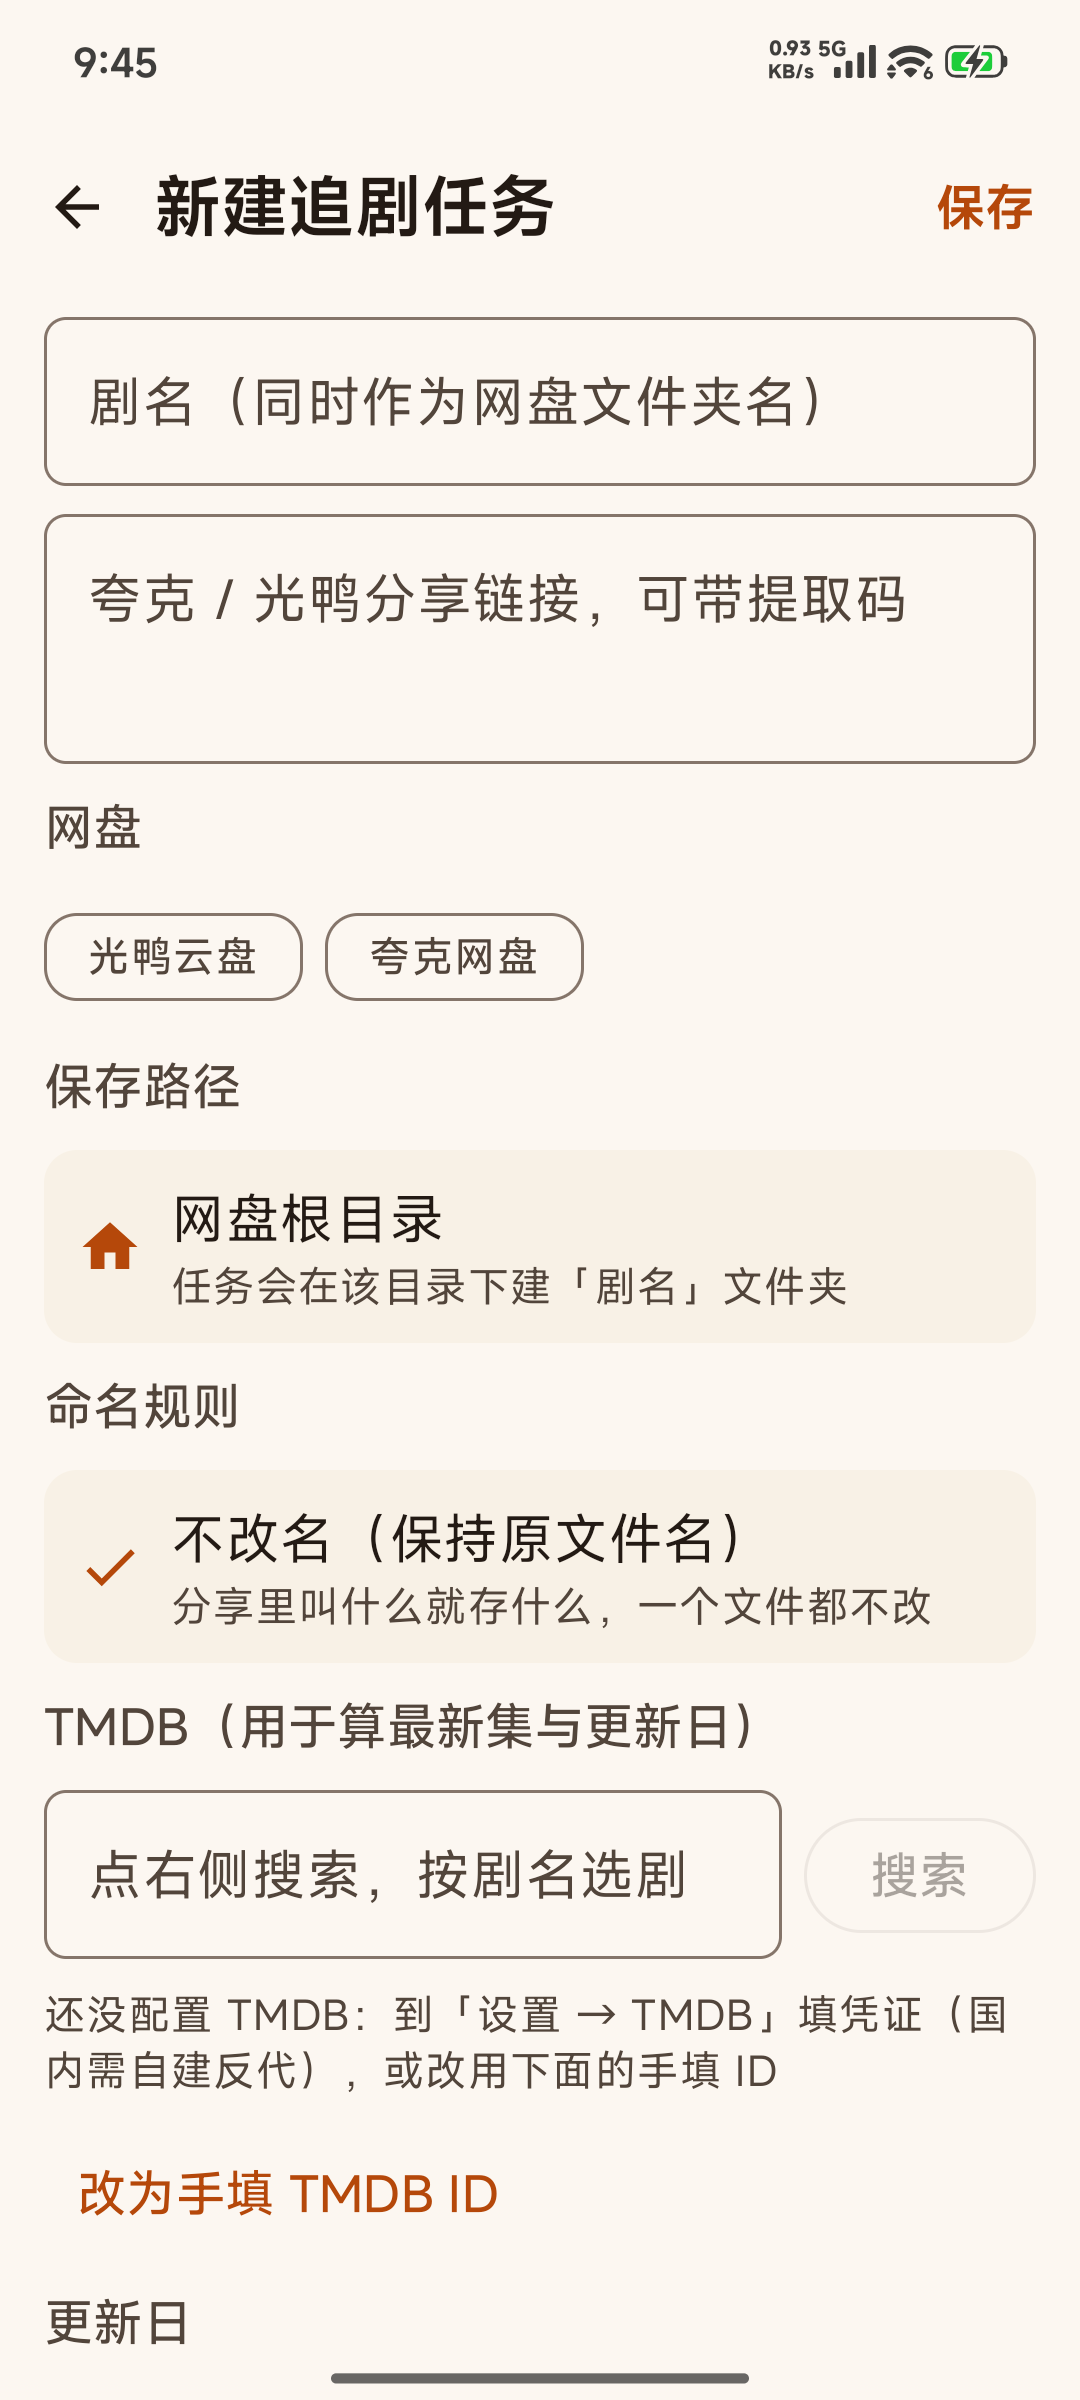 9:45
0.93 KB/s 5G 6
新建追剧任务
保存
剧名（同时作为网盘文件夹名）
夸克 / 光鸭分享链接，可带提取码
网盘
光鸭云盘
夸克网盘
保存路径
网盘根目录
任务会在该目录下建「剧名」文件夹
命名规则
不改名（保持原文件名）
分享里叫什么就存什么，一个文件都不改
TMDB（用于算最新集与更新日）
点右侧搜索，按剧名选剧
搜索
还没配置 TMDB：到「设置 → TMDB」填凭证（国
内需自建反代），或改用下面的手填 ID
改为手填 TMDB ID
更新日